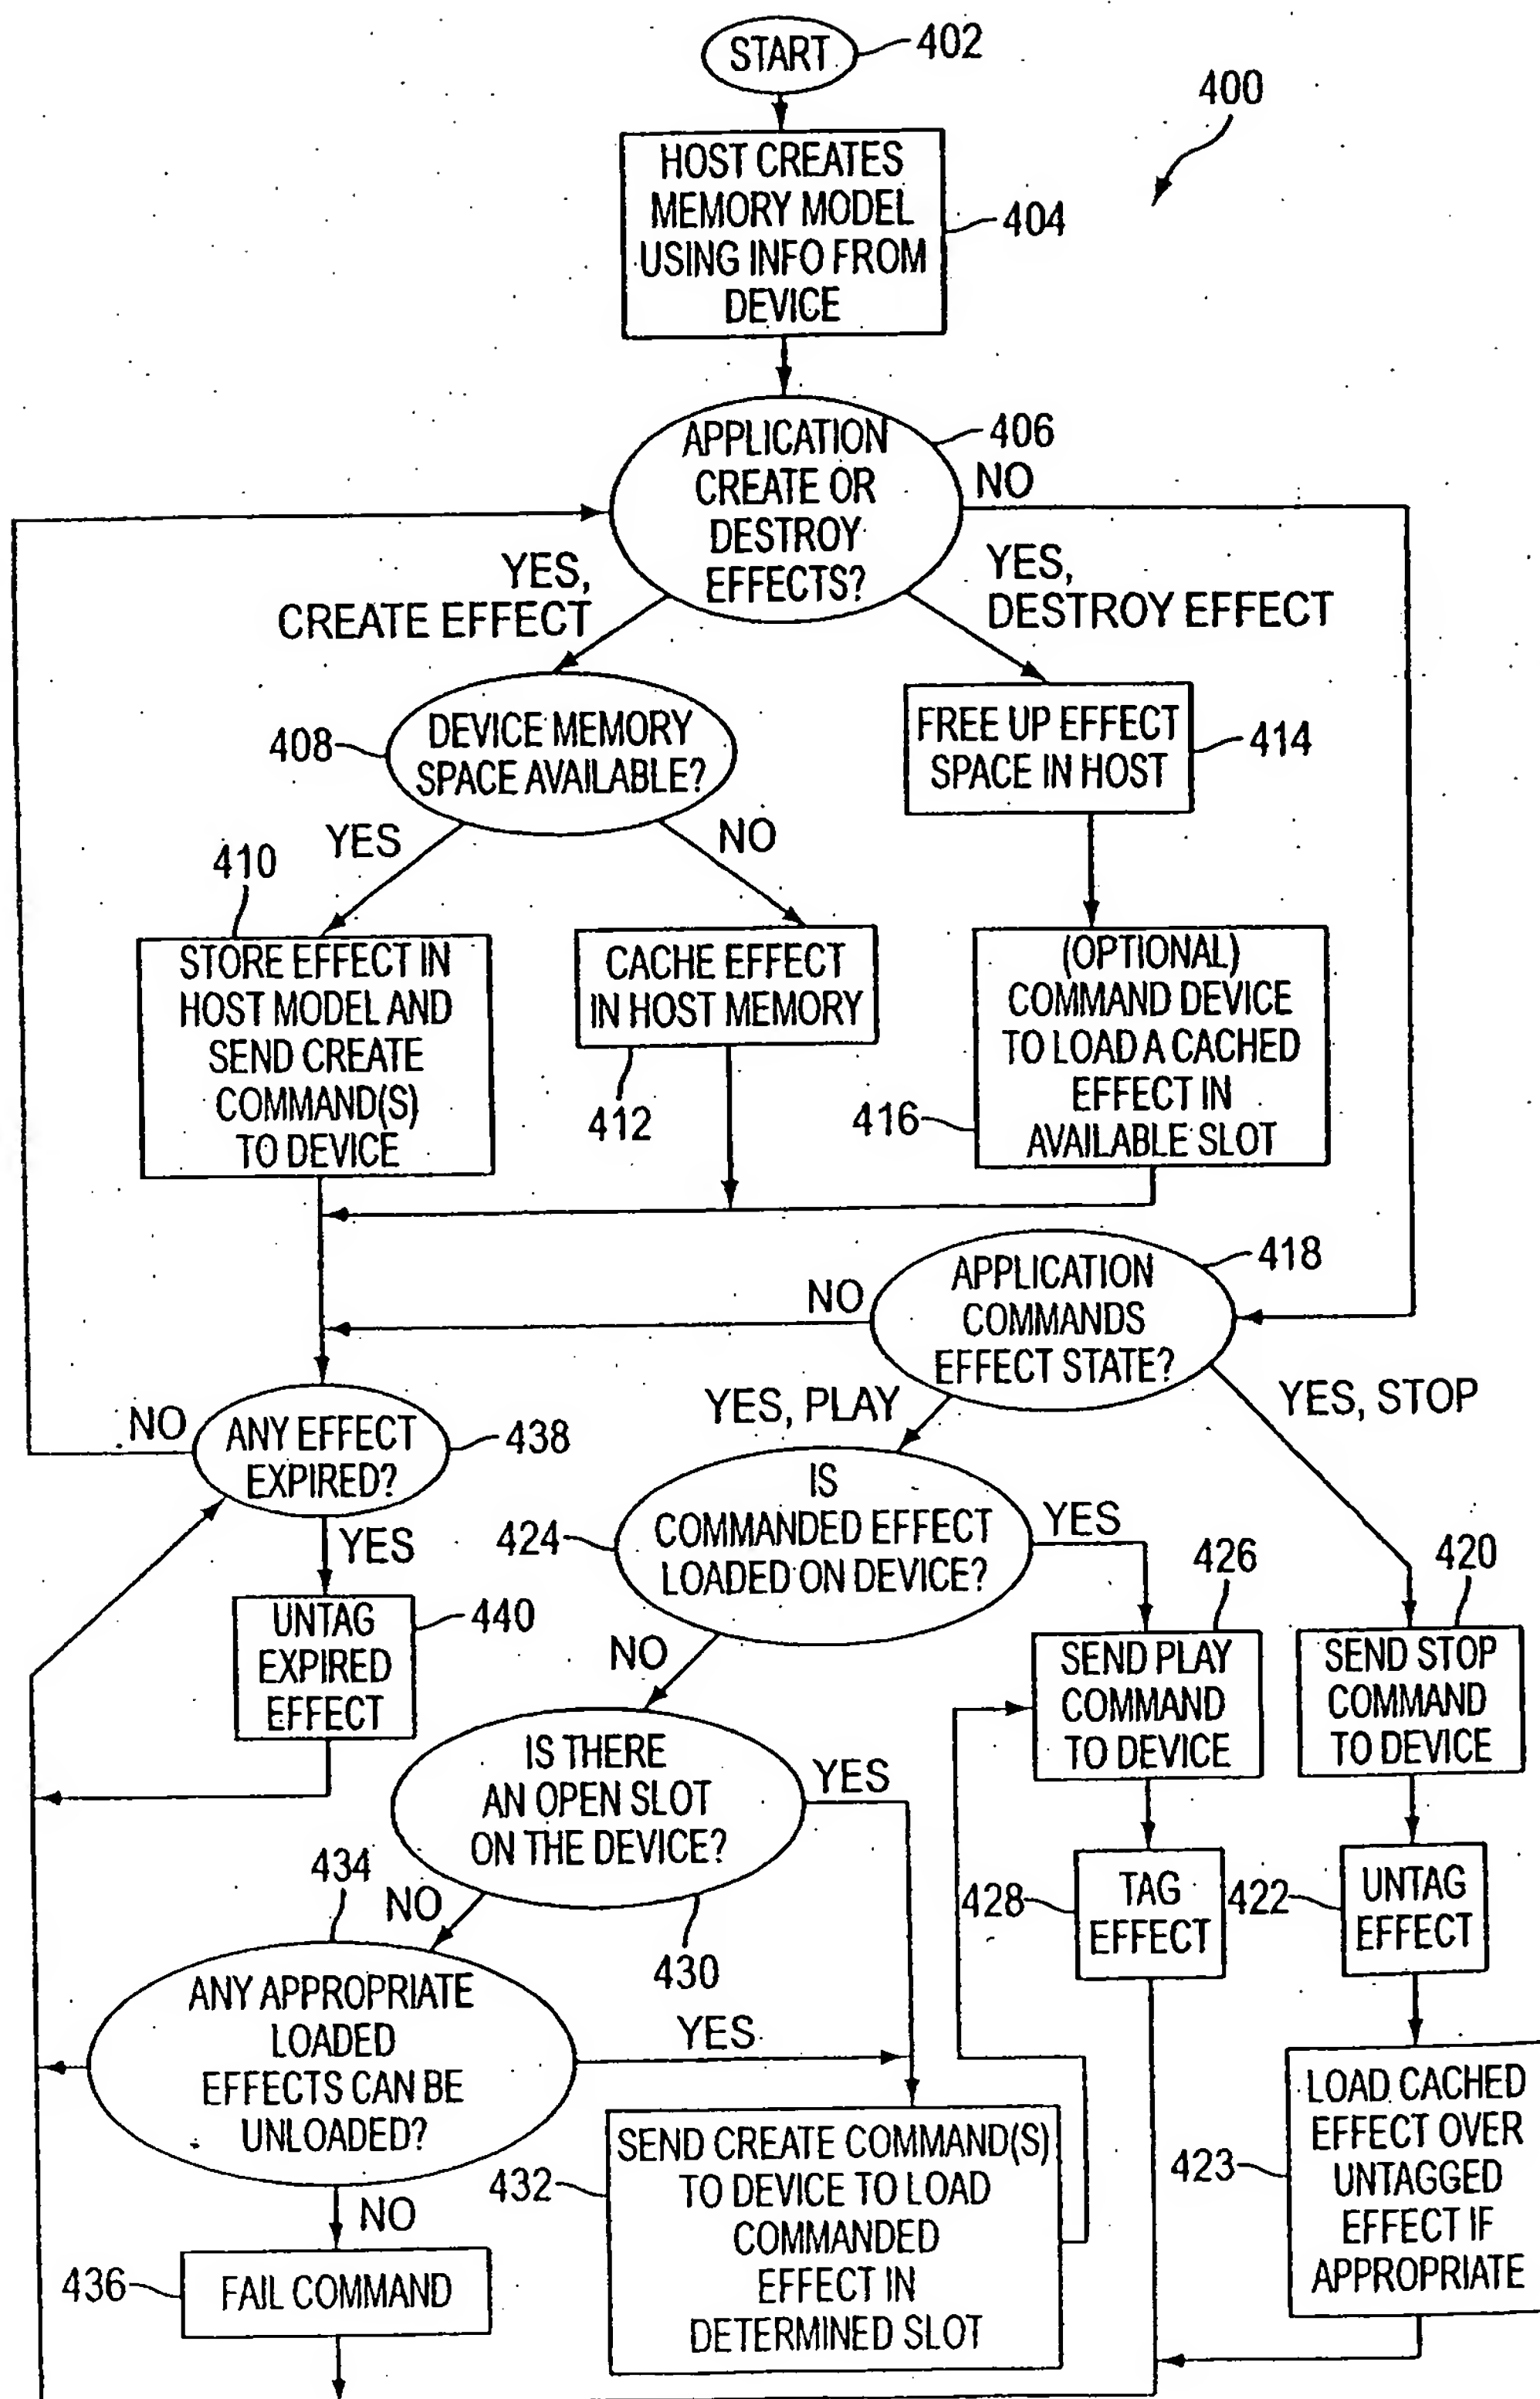 START
402
400
HOST CREATES
MEMORY MODEL
USING INFO FROM
DEVICE
404
APPLICATION
CREATE OR
DESTROY
EFFECTS?
406
NO
YES,
CREATE EFFECT
YES,
DESTROY EFFECT
408
DEVICE MEMORY
SPACE AVAILABLE?
FREE UP EFFECT
SPACE IN HOST
414
YES
NO
410
STORE EFFECT IN
HOST MODEL AND
SEND CREATE
COMMAND(S)
TO DEVICE
CACHE EFFECT
IN HOST MEMORY
412
(OPTIONAL)
COMMAND DEVICE
TO LOAD A CACHED
EFFECT IN
AVAILABLE SLOT
416
APPLICATION
COMMANDS
EFFECT STATE?
418
NO
YES, PLAY
YES, STOP
NO
ANY EFFECT
EXPIRED?
438
YES
424
IS
COMMANDED EFFECT
LOADED ON DEVICE?
YES
426
420
UNTAG
EXPIRED
EFFECT
440
NO
SEND PLAY
COMMAND
TO DEVICE
SEND STOP
COMMAND
TO DEVICE
IS THERE
AN OPEN SLOT
ON THE DEVICE?
YES
430
434
NO
428
TAG
EFFECT
422
UNTAG
EFFECT
ANY APPROPRIATE
LOADED
EFFECTS CAN BE
UNLOADED?
YES
NO
432
SEND CREATE COMMAND(S)
TO DEVICE TO LOAD
COMMANDED
EFFECT IN
DETERMINED SLOT
423
LOAD CACHED
EFFECT OVER
UNTAGGED
EFFECT IF
APPROPRIATE
436
FAIL COMMAND